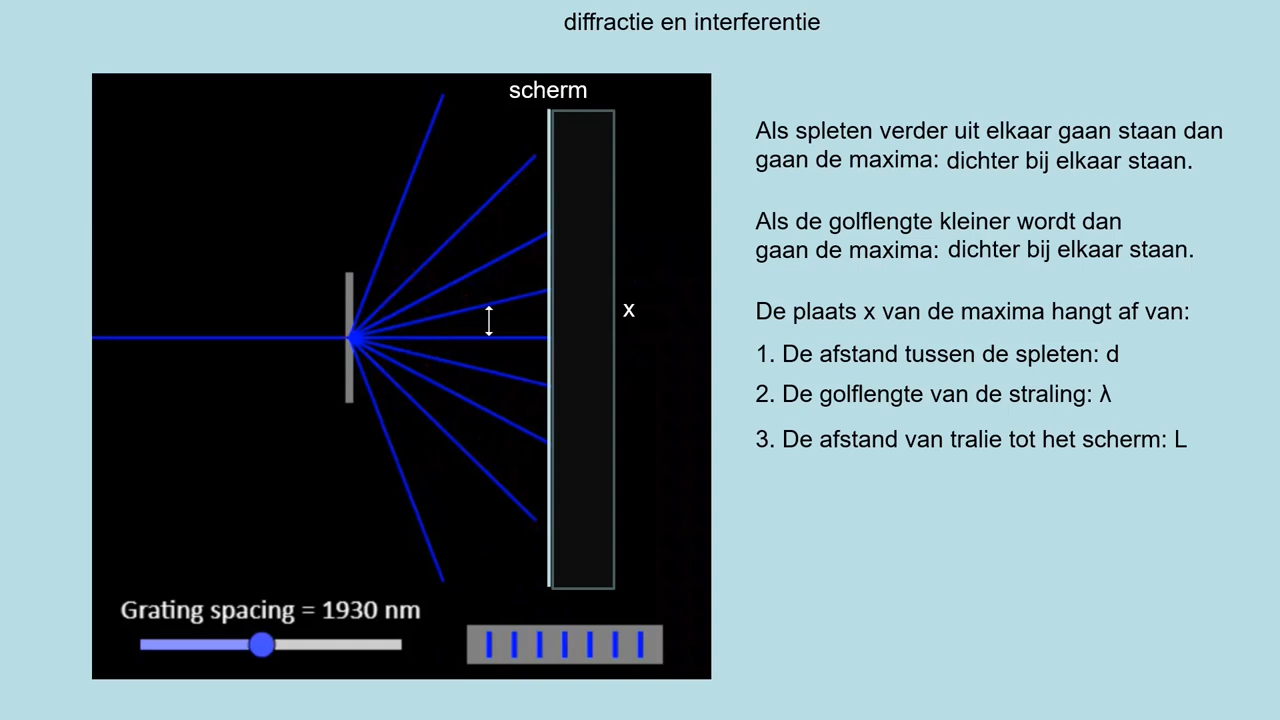 diffractie en interferentie
scherm
Als spleten verder uit elkaar gaan staan dan
gaan de maxima: dichter bij elkaar staan.
Als de golflengte kleiner wordt dan
gaan de maxima: dichter bij elkaar staan.
De plaats x van de maxima hangt af van:
x
1. De afstand tussen de spleten: d
2. De golflengte van de straling: λ
3. De afstand van tralie tot het scherm: L
Grating spacing = 1930 nm